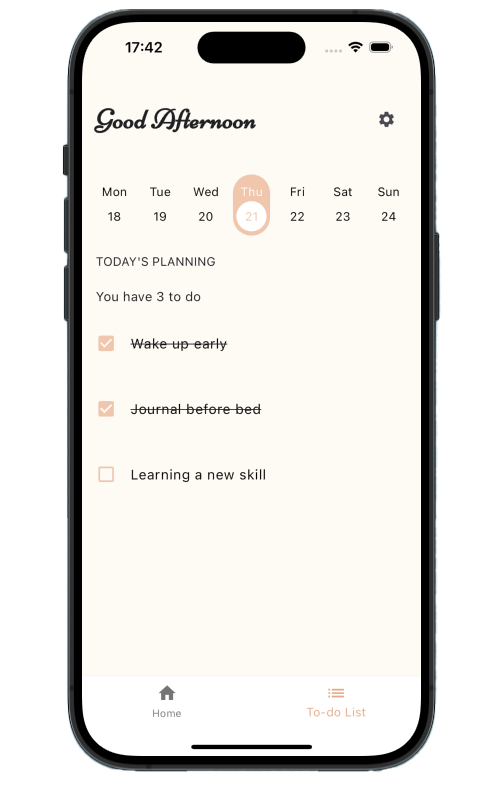 17:42
Good Afternoon
Mon Tue Wed Thu Fri Sat Sun
18 19 20 21 22 23 24
TODAY'S PLANNING
You have 3 to do
Wake up early
Journal before bed
Learning a new skill
Home To-do List